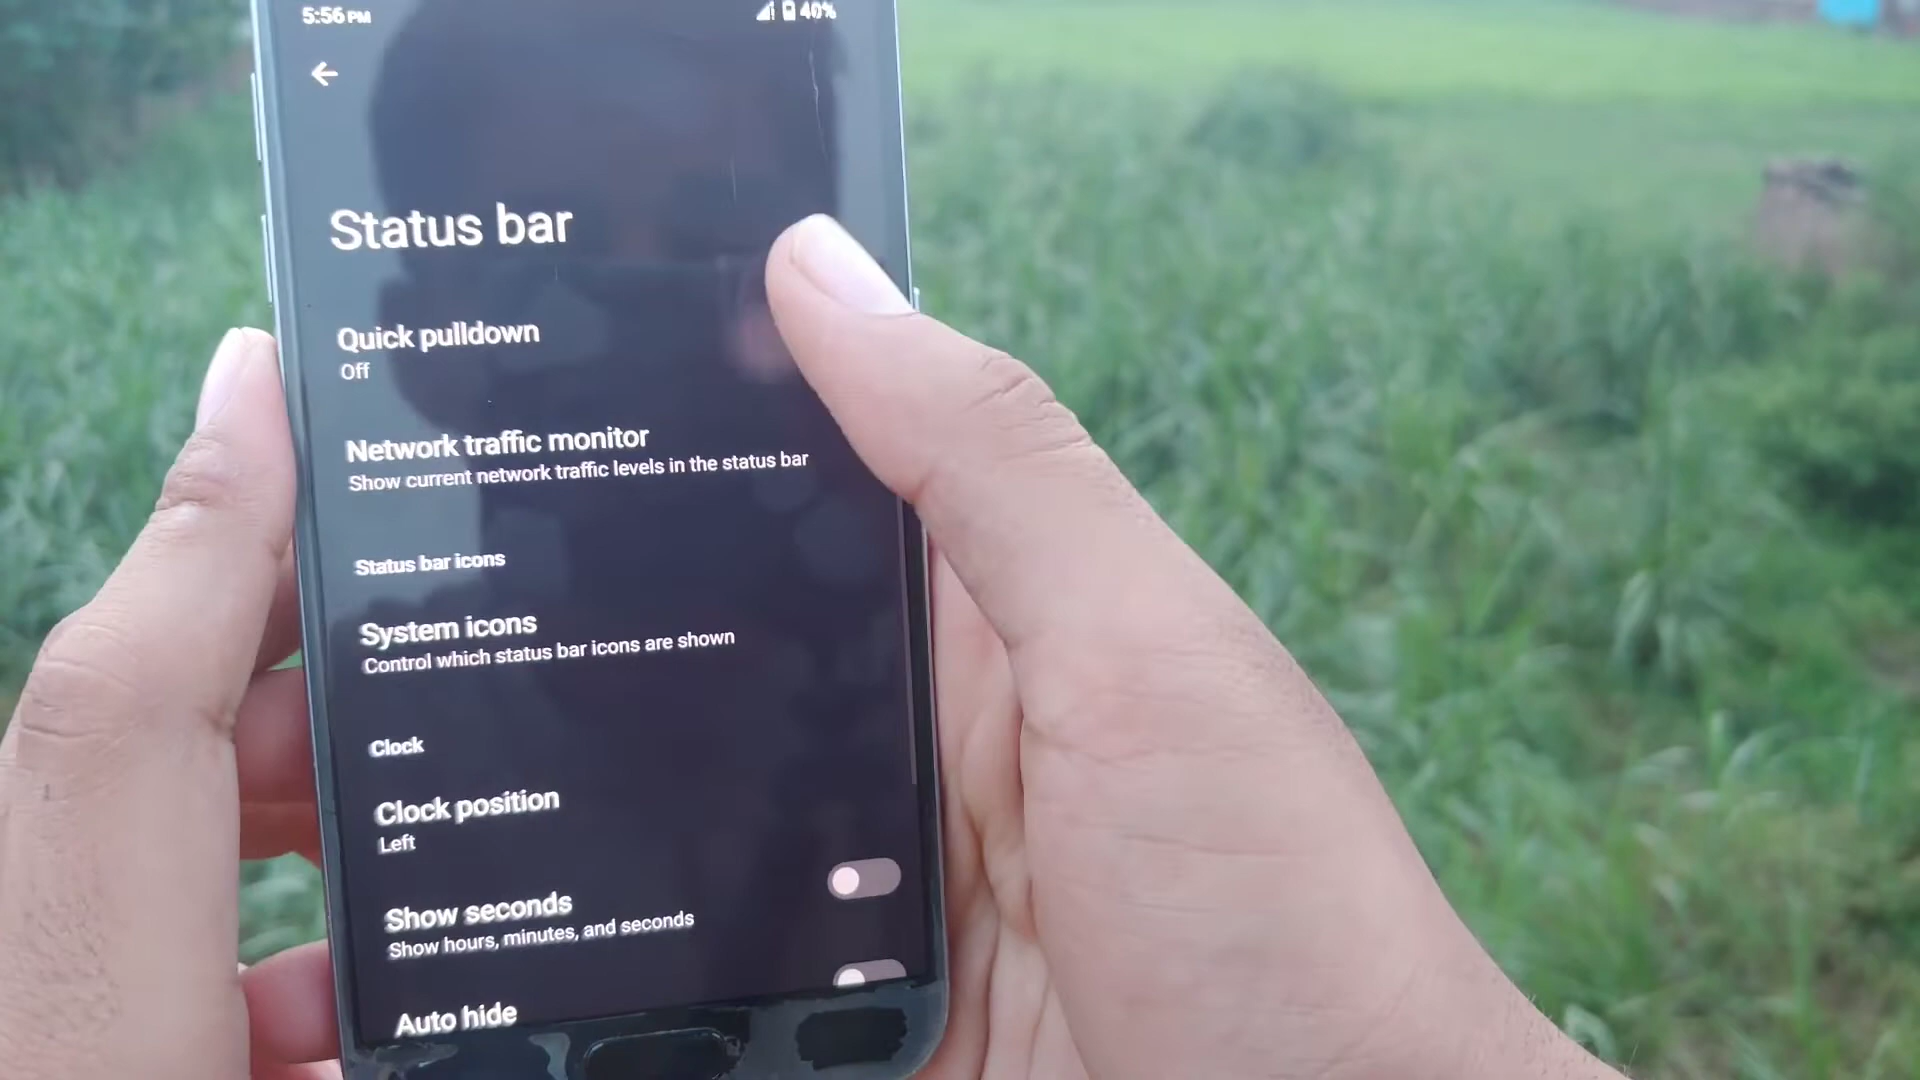 5:56 PM 40%
Status bar
Quick pulldown
Off
Network traffic monitor
Show current network traffic levels in the status bar
Status bar icons
System icons
Control which status bar icons are shown
Clock
Clock position
Left
Show seconds
Show hours, minutes, and seconds
Auto hide